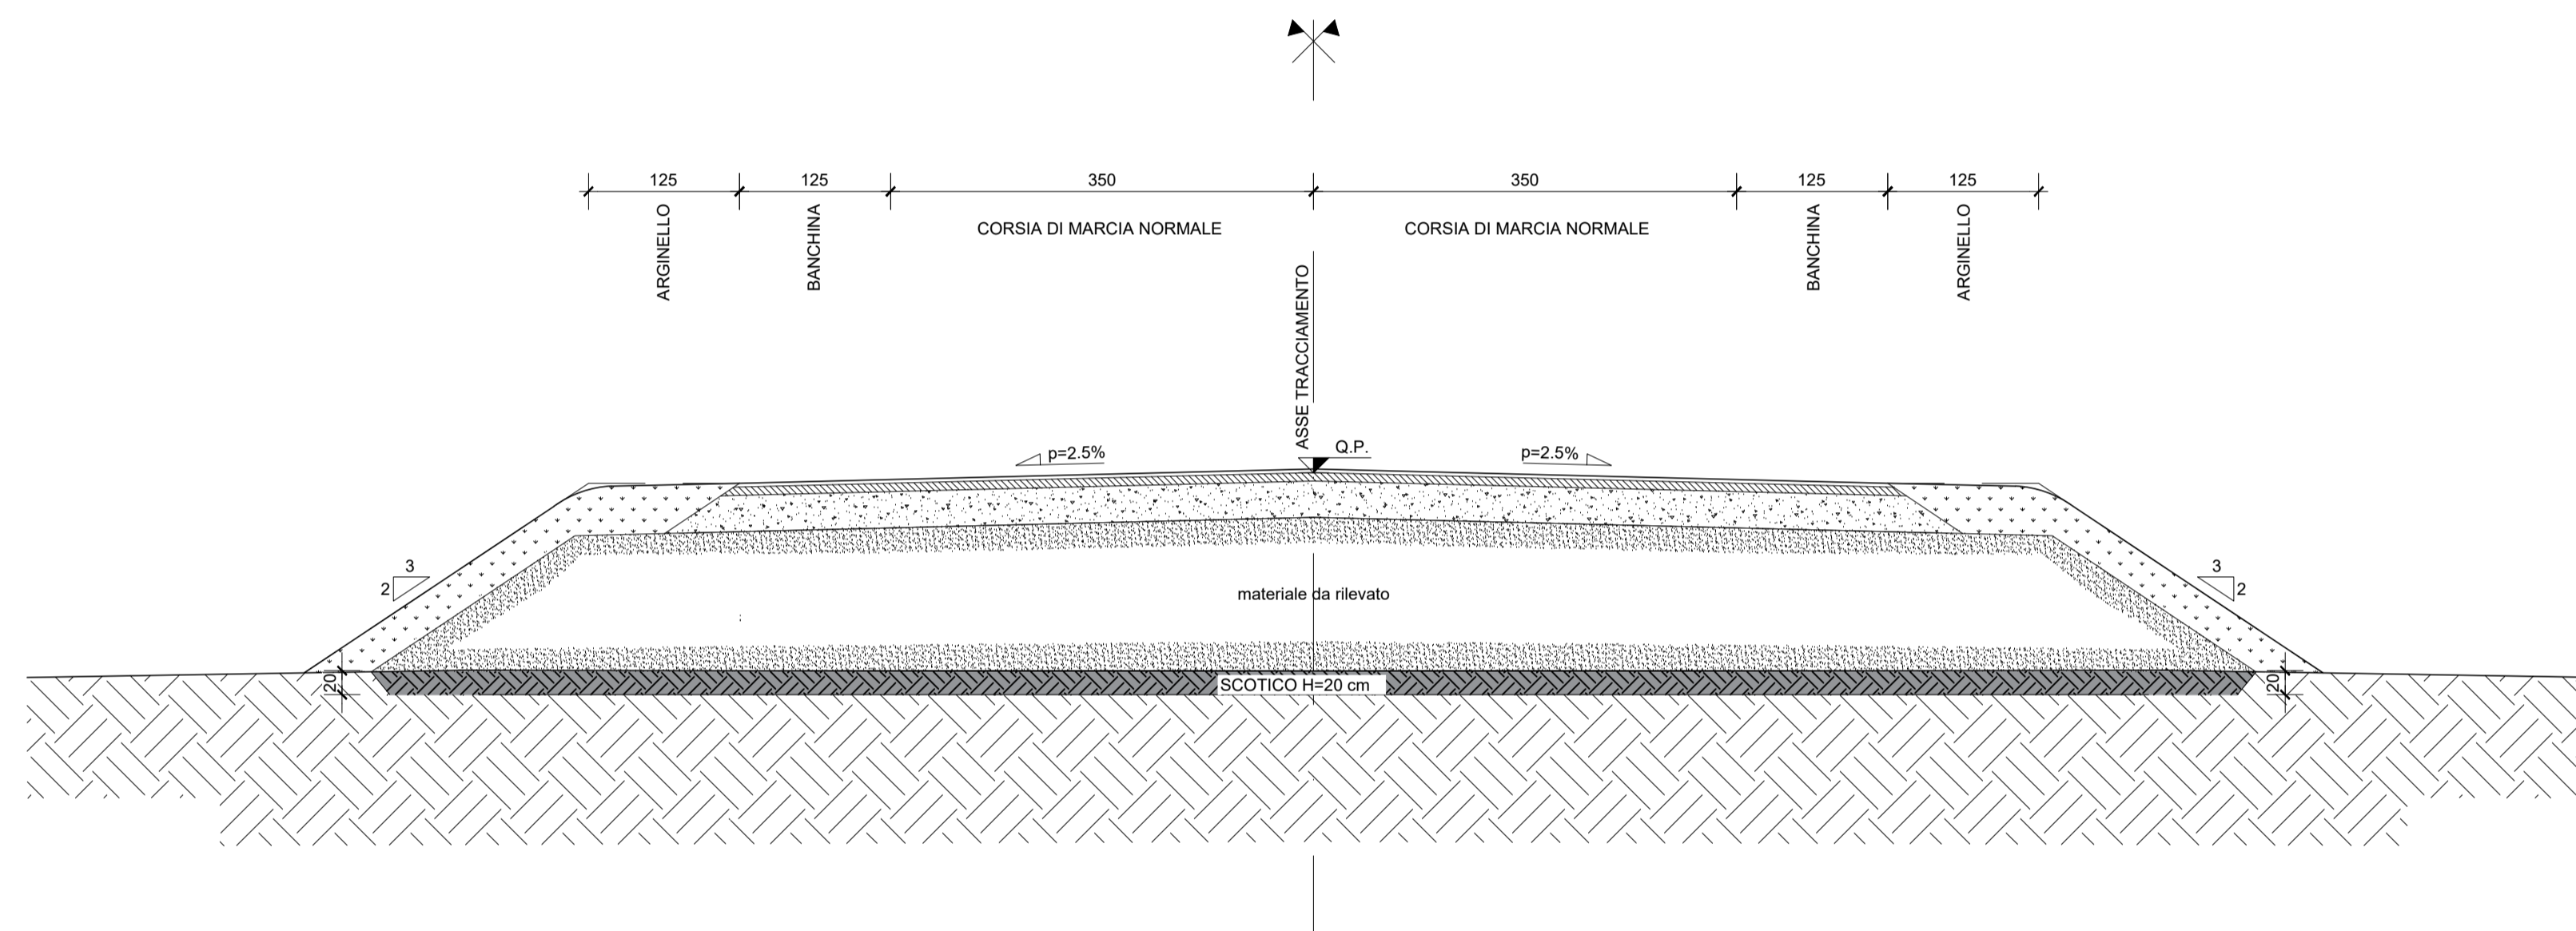 125 125 350 350 125 125
ARGINELLO BANCHINA CORSIA DI MARCIA NORMALE CORSIA DI MARCIA NORMALE BANCHINA ARGINELLO
ASSE TRACCIAMENTO
p=2.5% Q.P. p=2.5%
3 3
2 2
materiale da rilevato
20 SCOTICO H=20 cm 20